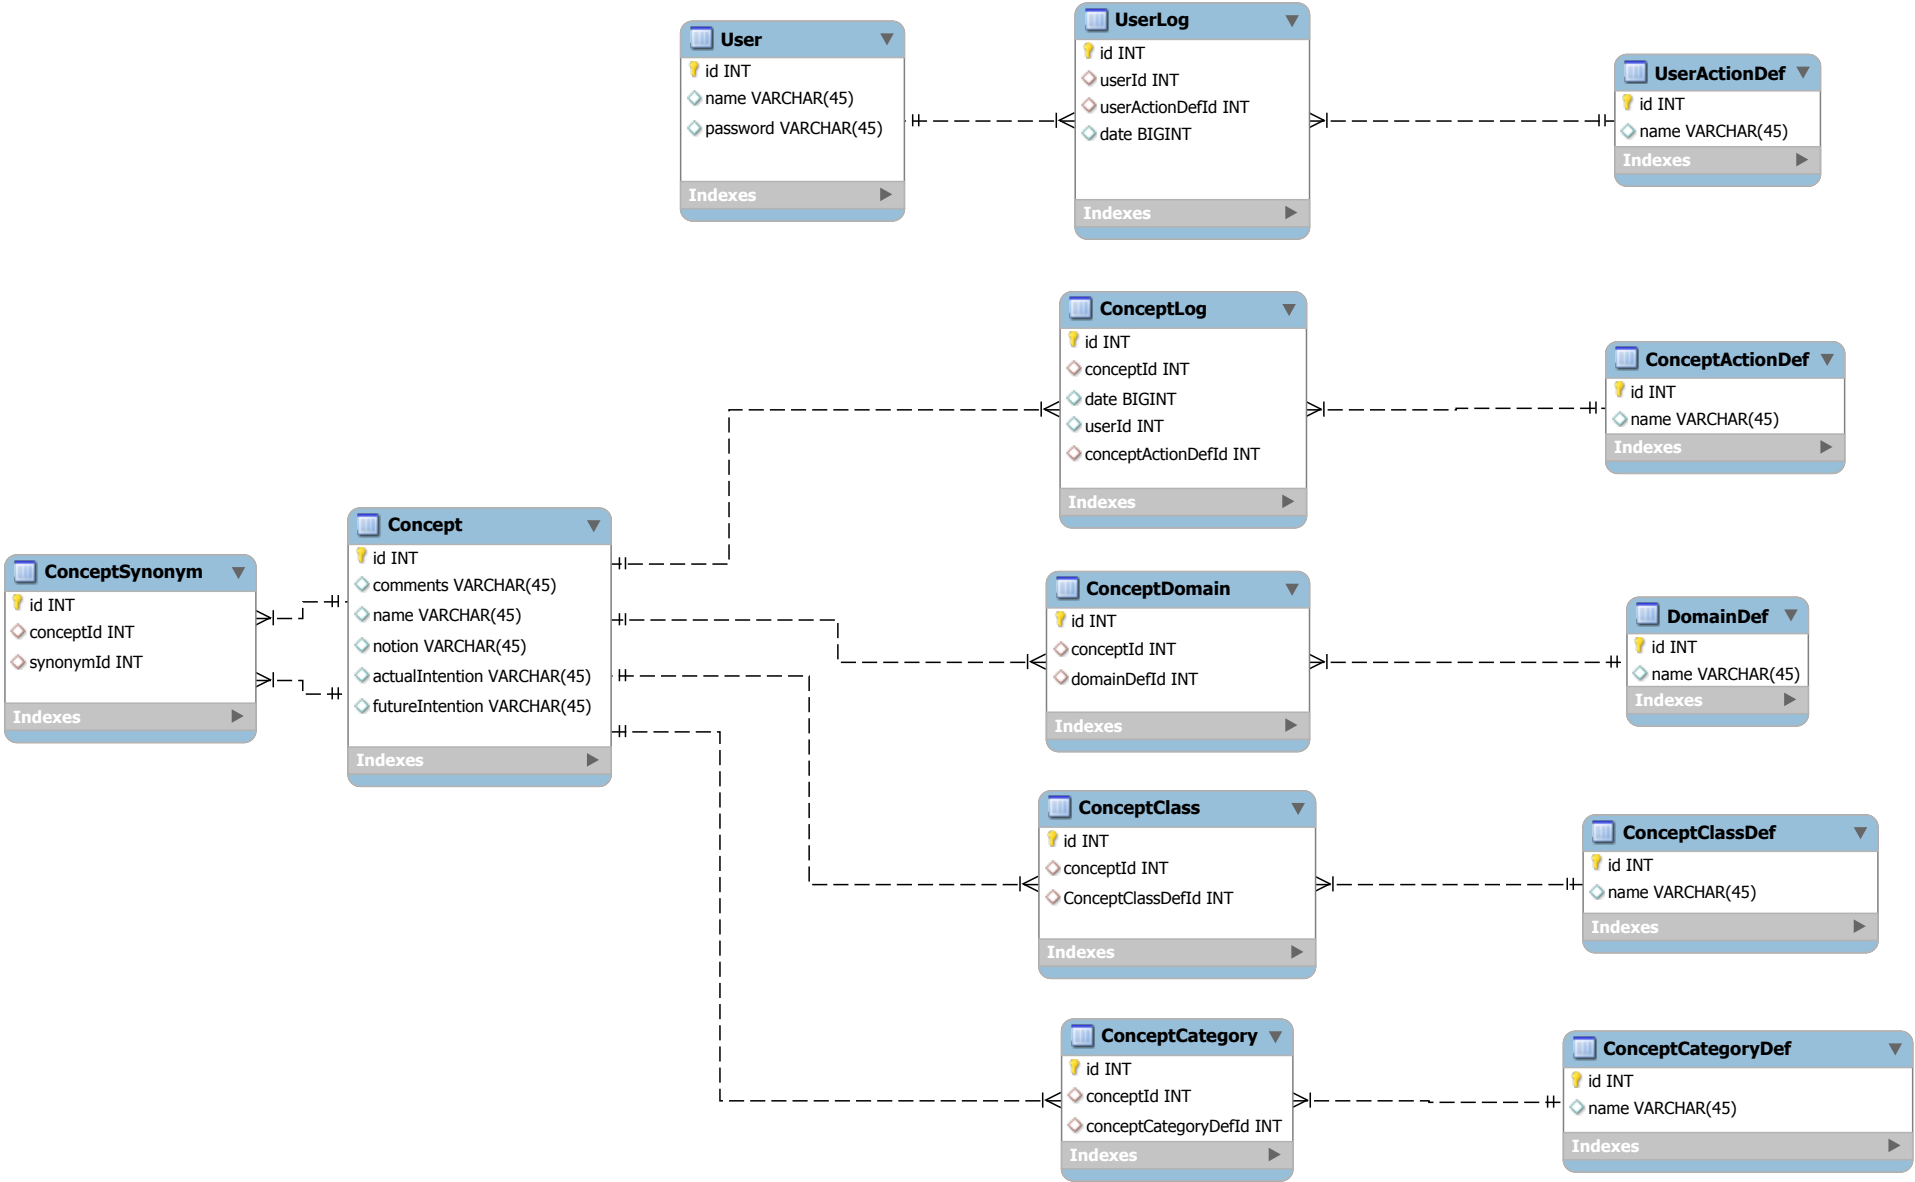 User
id INT
name VARCHAR(45)
password VARCHAR(45)
Indexes
UserLog
id INT
userId INT
userActionDefId INT
date BIGINT
Indexes
UserActionDef
id INT
name VARCHAR(45)
Indexes
ConceptLog
id INT
conceptId INT
date BIGINT
userId INT
conceptActionDefId INT
Indexes
ConceptActionDef
id INT
name VARCHAR(45)
Indexes
ConceptSynonym
id INT
conceptId INT
synonymId INT
Indexes
Concept
id INT
comments VARCHAR(45)
name VARCHAR(45)
notion VARCHAR(45)
actualIntention VARCHAR(45)
futureIntention VARCHAR(45)
Indexes
ConceptDomain
id INT
conceptId INT
domainDefId INT
Indexes
DomainDef
id INT
name VARCHAR(45)
Indexes
ConceptClass
id INT
conceptId INT
ConceptClassDefId INT
Indexes
ConceptClassDef
id INT
name VARCHAR(45)
Indexes
ConceptCategory
id INT
conceptId INT
conceptCategoryDefId INT
Indexes
ConceptCategoryDef
id INT
name VARCHAR(45)
Indexes